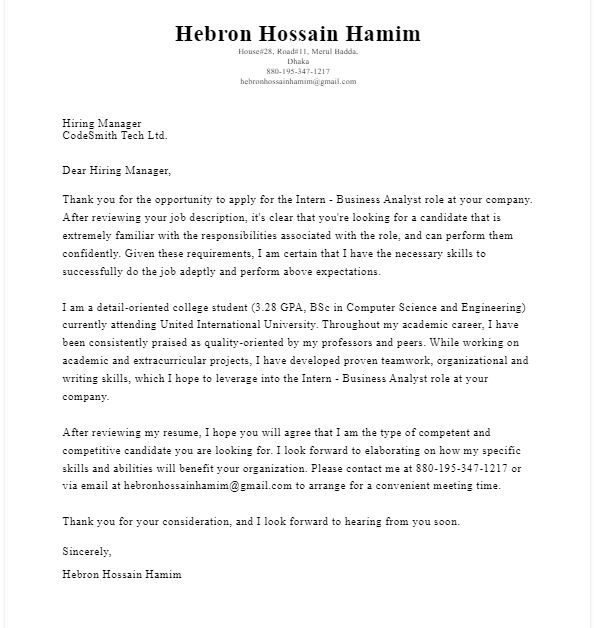 Hebron Hossain Hamim
House#28, Road#11, Merul Badda,
Dhaka
880-195-347-1217
hebronhossainhamim@gmail.com
Hiring Manager
CodeSmith Tech Ltd.
Dear Hiring Manager,
Thank you for the opportunity to apply for the Intern - Business Analyst role at your company.
After reviewing your job description, it's clear that you're looking for a candidate that is
extremely familiar with the responsibilities associated with the role, and can perform them
confidently. Given these requirements, I am certain that I have the necessary skills to
successfully do the job adeptly and perform above expectations.
I am a detail-oriented college student (3.28 GPA, BSc in Computer Science and Engineering)
currently attending United International University. Throughout my academic career, I have
been consistently praised as quality-oriented by my professors and peers. While working on
academic and extracurricular projects, I have developed proven teamwork, organizational and
writing skills, which I hope to leverage into the Intern - Business Analyst role at your
company.
After reviewing my resume, I hope you will agree that I am the type of competent and
competitive candidate you are looking for. I look forward to elaborating on how my specific
skills and abilities will benefit your organization. Please contact me at 880-195-347-1217 or
via email at hebronhossainhamim@gmail.com to arrange for a convenient meeting time.
Thank you for your consideration, and I look forward to hearing from you soon.
Sincerely,
Hebron Hossain Hamim